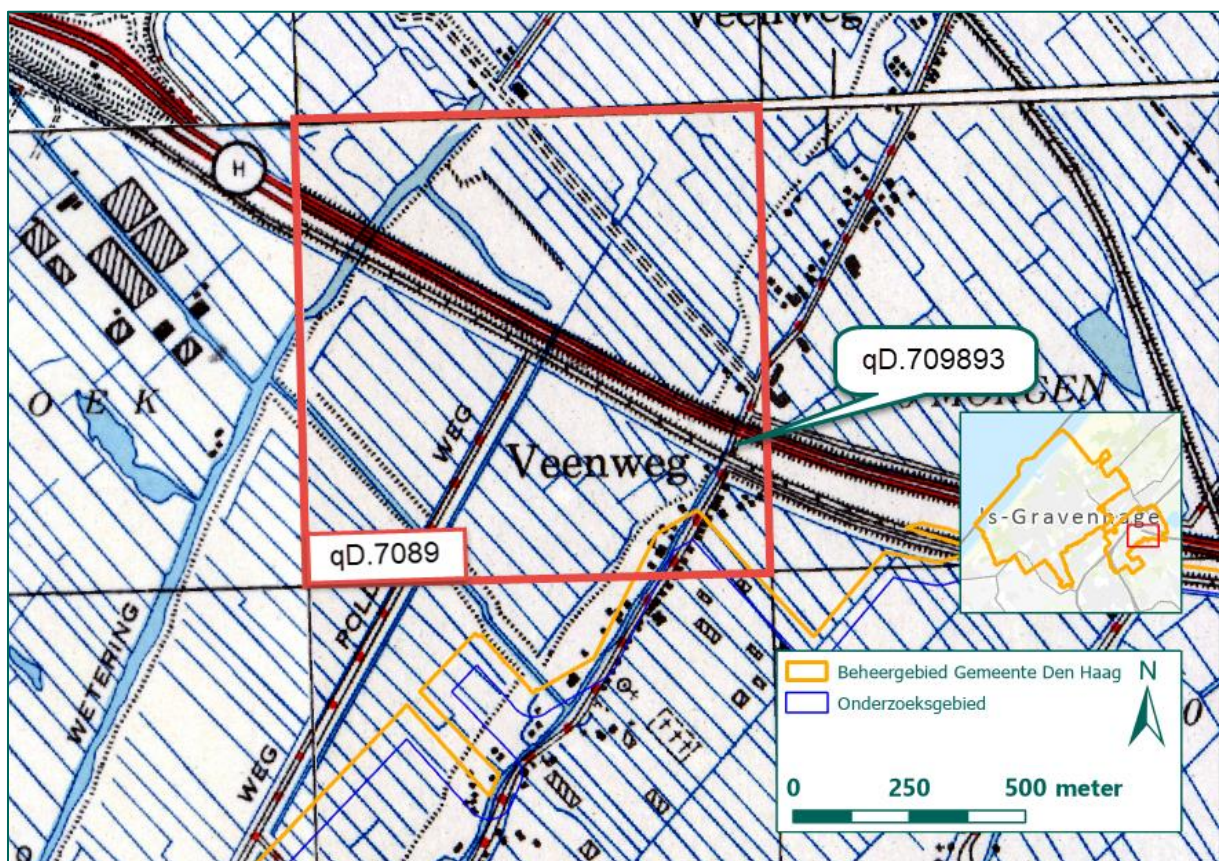 Veenweg
H
qD.709893
MORGEN
O E K
WEG
Veenweg
's-Gravenhage
qD.7089
WETERING
POLD
WEG
O
Beheergebied Gemeente Den Haag
N
Onderzoeksgebied
0 250 500 meter